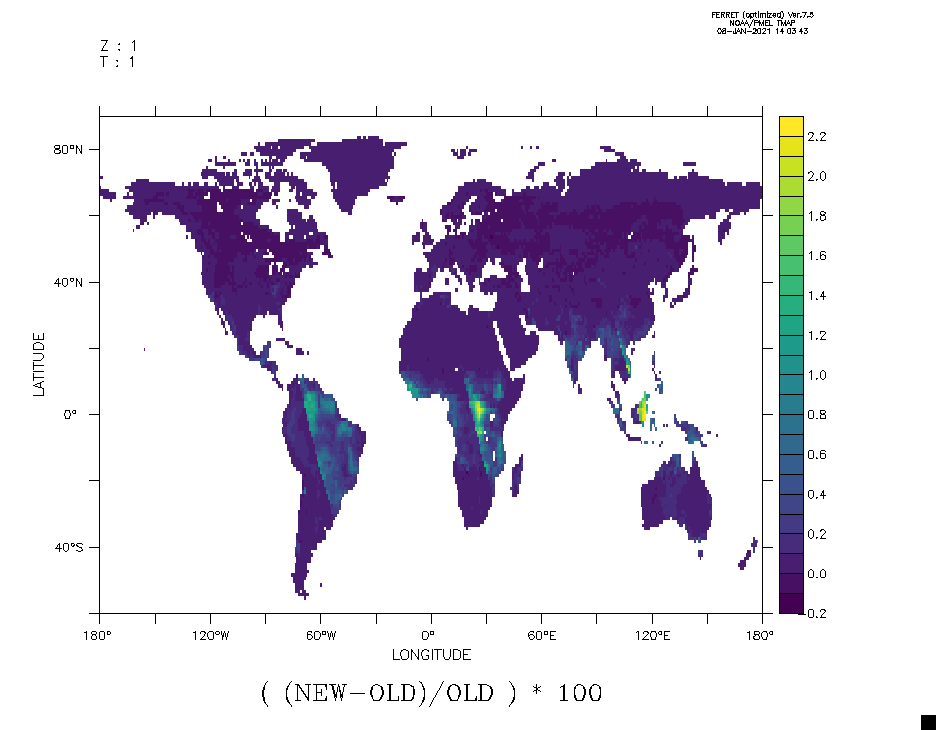 FERRET (optimized) Ver.7.5
NOAA/PMEL TMAP
08-JAN-2021 14:03:43
Z : 1
T : 1
80°N
40°N
0°
40°S
LATITUDE
180°
120°W
60°W
0°
60°E
120°E
180°
LONGITUDE
2.2
2.0
1.8
1.6
1.4
1.2
1.0
0.8
0.6
0.4
0.2
0.0
-0.2
( (NEW-OLD)/OLD ) * 100